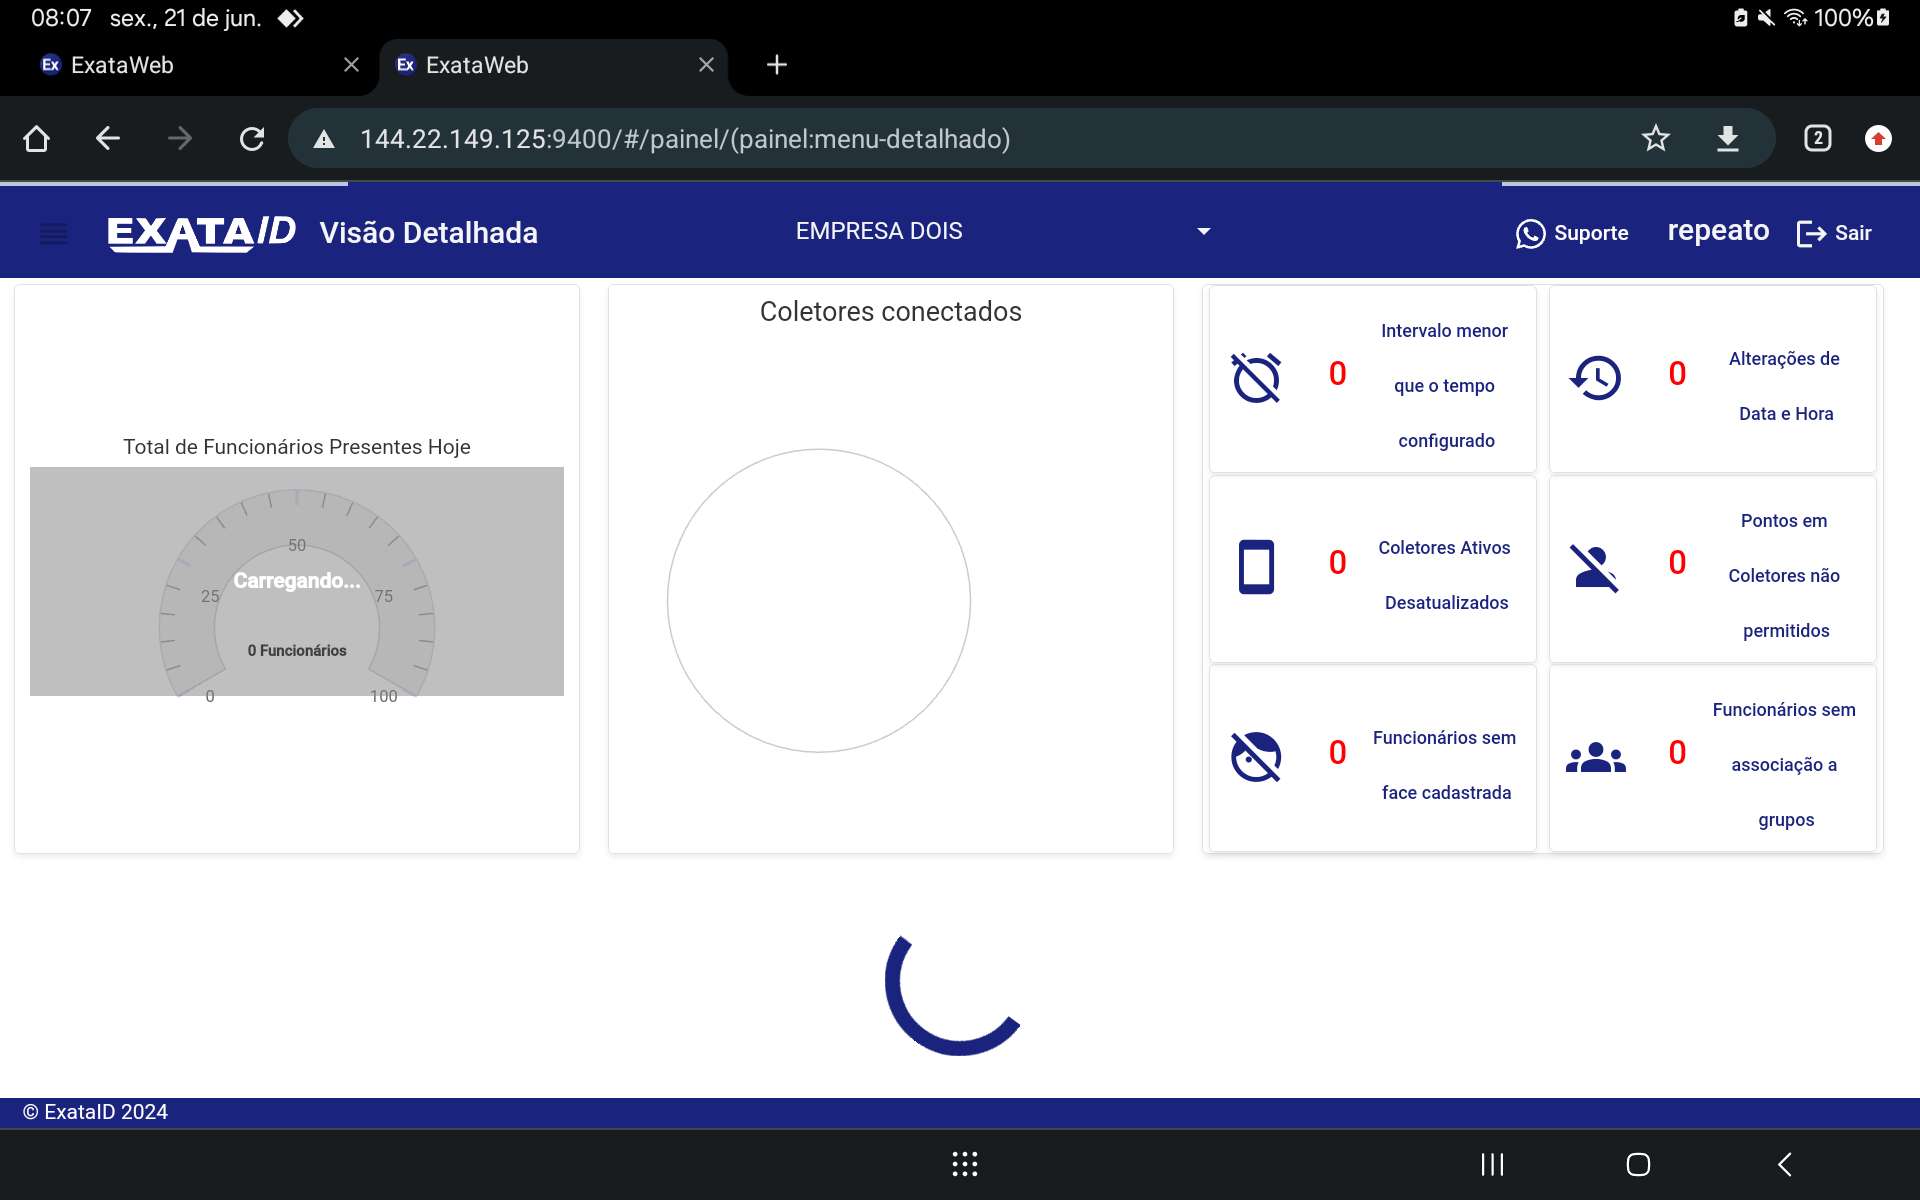 08:07 sex., 21 de jun. 100%
Ex ExataWeb Ex ExataWeb
144.22.149.125:9400/#/painel/(painel:menu-detalhado) 2
EXATAID Visão Detalhada EMPRESA DOIS Suporte repeato Sair
Total de Funcionários Presentes Hoje
50
Carregando...
25 75
0 Funcionários
0 100
Coletores conectados
0 Intervalo menor
que o tempo
configurado
0 Alterações de
Data e Hora
0 Coletores Ativos
Desatualizados
0 Pontos em
Coletores não
permitidos
0 Funcionários sem
face cadastrada
0 Funcionários sem
associação a
grupos
© ExataID 2024